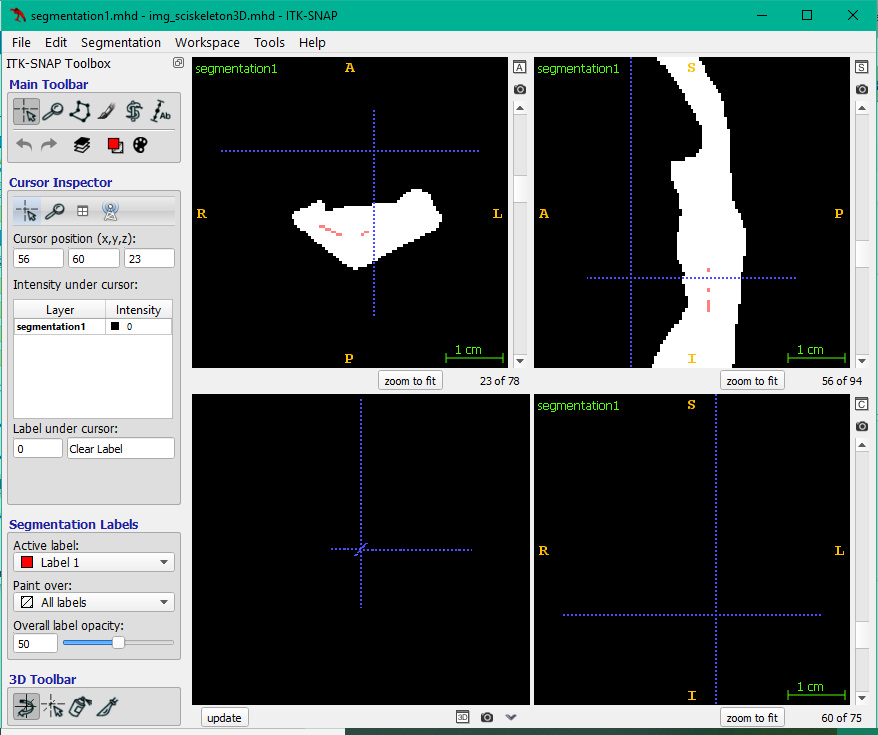 segmentation1.mhd - img_sciskeleton3D.mhd - ITK-SNAP
File Edit Segmentation Workspace Tools Help
ITK-SNAP Toolbox
Main Toolbar
Ab
Cursor Inspector
Cursor position (x,y,z):
56 60 23
Intensity under cursor:
Layer Intensity
segmentation1 0
Label under cursor:
0 Clear Label
Segmentation Labels
Active label:
Label 1
Paint over:
All labels
Overall label opacity:
50
3D Toolbar
segmentation1
A
A
R
L
P
1 cm
zoom to fit
23 of 78
segmentation1
S
S
A
P
I
1 cm
zoom to fit
56 of 94
update
3D
segmentation1
S
C
R
L
I
1 cm
zoom to fit
60 of 75